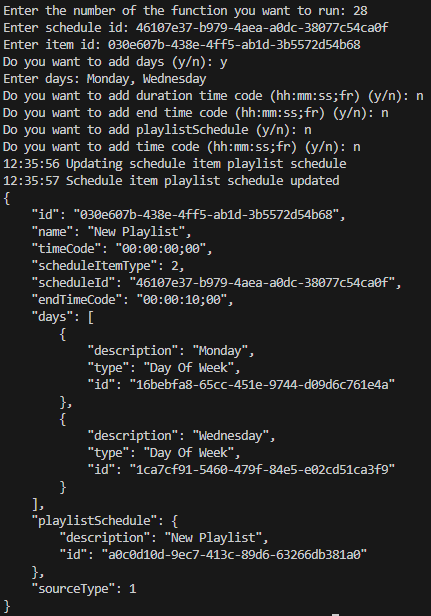 Enter the number of the function you want to run: 28
Enter schedule id: 46107e37-b979-4aea-a0dc-38077c54ca0f
Enter item id: 030e607b-438e-4ff5-ab1d-3b5572d54b68
Do you want to add days (y/n): y
Enter days: Monday, Wednesday
Do you want to add duration time code (hh:mm:ss;fr) (y/n): n
Do you want to add end time code (hh:mm:ss;fr) (y/n): n
Do you want to add playlistSchedule (y/n): n
Do you want to add time code (hh:mm:ss;fr) (y/n): n
12:35:56 Updating schedule item playlist schedule
12:35:57 Schedule item playlist schedule updated
{
    "id": "030e607b-438e-4ff5-ab1d-3b5572d54b68",
    "name": "New Playlist",
    "timeCode": "00:00:00;00",
    "scheduleItemType": 2,
    "scheduleId": "46107e37-b979-4aea-a0dc-38077c54ca0f",
    "endTimeCode": "00:00:10;00",
    "days": [
        {
            "description": "Monday",
            "type": "Day Of Week",
            "id": "16bebfa8-65cc-451e-9744-d09d6c761e4a"
        },
        {
            "description": "Wednesday",
            "type": "Day Of Week",
            "id": "1ca7cf91-5460-479f-84e5-e02cd51ca3f9"
        }
    ],
    "playlistSchedule": {
        "description": "New Playlist",
        "id": "a0c0d10d-9ec7-413c-89d6-63266db381a0"
    },
    "sourceType": 1
}